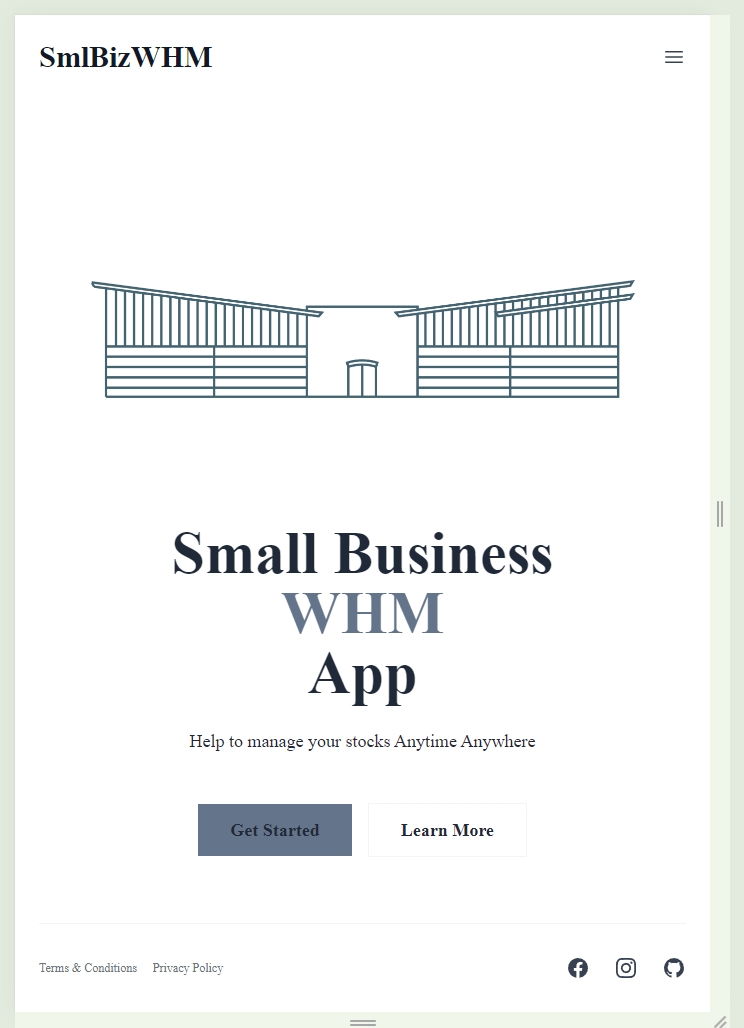 SmlBizWHM
Small Business
WHM
App
Help to manage your stocks Anytime Anywhere
Get Started
Learn More
Terms & Conditions
Privacy Policy